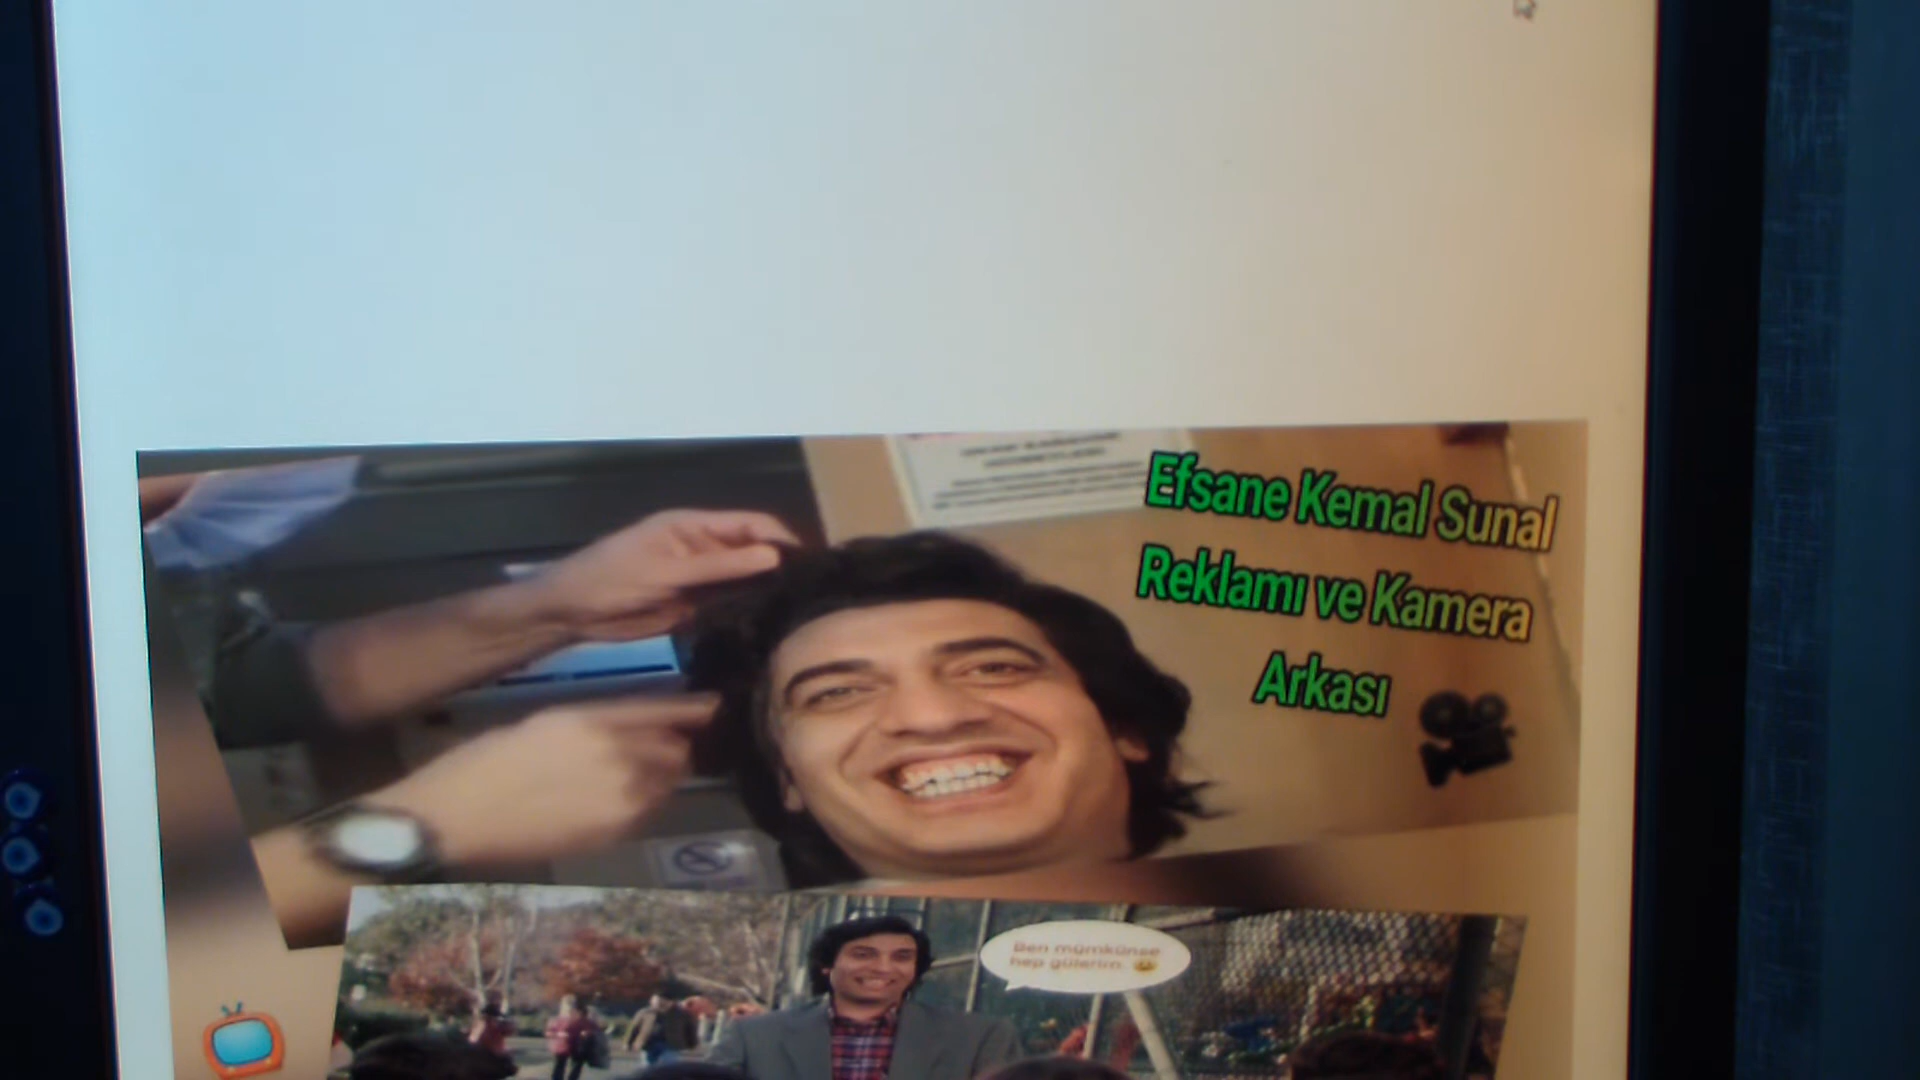 Efsane Kemal Sunal
Reklamı ve Kamera
Arkası
Ben mümkünse
hep gülerim.